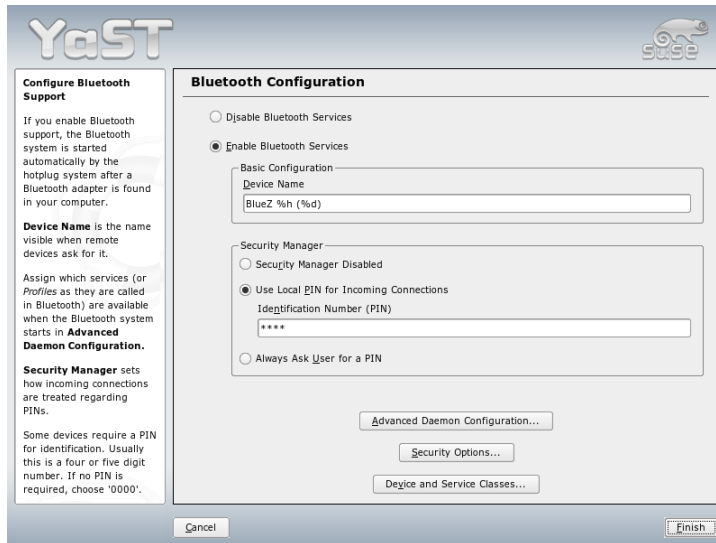 YaST
SUSE
Configure Bluetooth
Support
If you enable Bluetooth
support, the Bluetooth
system is started
automatically by the
hotplug system after a
Bluetooth adapter is found
in your computer.
Device Name is the name
visible when remote
devices ask for it.
Assign which services (or
Profiles as they are called
in Bluetooth) are available
when the Bluetooth system
starts in Advanced
Daemon Configuration.
Security Manager sets
how incoming connections
are treated regarding
PINs.
Some devices require a PIN
for identification. Usually
this is a four or five digit
number. If no PIN is
required, choose '0000'.
Bluetooth Configuration
Disable Bluetooth Services
Enable Bluetooth Services
Basic Configuration
Device Name
BlueZ %h (%d)
Security Manager
Security Manager Disabled
Use Local PIN for Incoming Connections
Identification Number (PIN)
****
Always Ask User for a PIN
Advanced Daemon Configuration...
Security Options...
Device and Service Classes...
Cancel
Finish